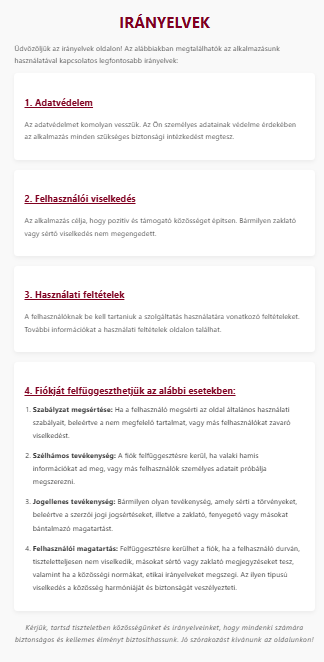 IRÁNYELVEK
Üdvözöljük az irányelvek oldalon! Az alábbiakban megtalálhatók az alkalmazásunk
használatával kapcsolatos legfontosabb irányelvek:
1. Adatvédelem
Az adatvédelmet komolyan vesszük. Az Ön személyes adatainak védelme érdekében
az alkalmazás minden szükséges biztonsági intézkedést megtesz.
2. Felhasználói viselkedés
Az alkalmazás célja, hogy pozitív és támogató közösséget építsen. Bármilyen zaklató
vagy sértő viselkedés nem megengedett.
3. Használati feltételek
A felhasználóknak be kell tartaniuk a szolgáltatás használatára vonatkozó feltételeket.
További információkat a használati feltételek oldalon találhat.
4. Fiókját felfüggeszthetjük az alábbi esetekben:
1. Szabályzat megsértése: Ha a felhasználó megsérti az oldal általános használati
szabályait, beleértve a nem megfelelő tartalmat, vagy más felhasználókat zavaró
viselkedést.
2. Szélhámos tevékenység: A fiók felfüggesztésre kerül, ha valaki hamis
információkat ad meg, vagy más felhasználók személyes adatait próbálja
megszerezni.
3. Jogellenes tevékenység: Bármilyen olyan tevékenység, amely sérti a törvényeket,
beleértve a szerzői jogi jogsértéseket, illetve a zaklató, fenyegető vagy másokat
bántalmazó magatartást.
4. Felhasználói magatartás: Felfüggesztésre kerülhet a fiók, ha a felhasználó durván,
tiszteletteljesen nem viselkedik, másokat sértő vagy zaklató megjegyzéseket tesz,
valamint ha a közösségi normákat, etikai irányelveket megszegi. Az ilyen típusú
viselkedés a közösség harmóniáját és biztonságát veszélyezteti.
Kérjük, tartsd tiszteletben közösségünket és irányelveinket, hogy mindenki számára
biztonságos és kellemes élményt biztosíthassunk. Jó szórakozást kívánunk az oldalunkon!